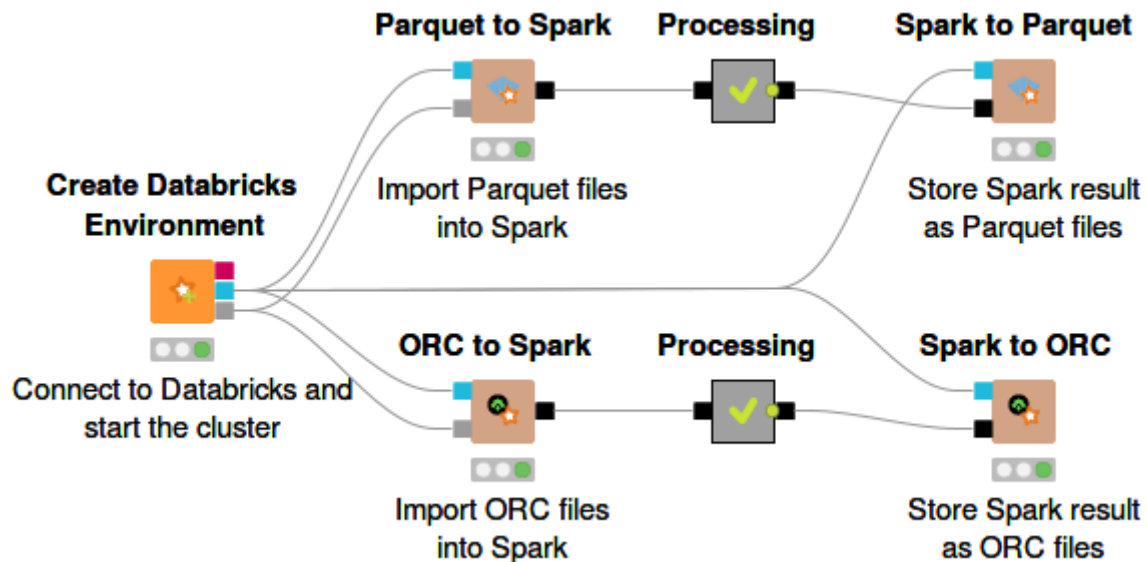 Parquet to Spark
Processing
Spark to Parquet
Import Parquet files
into Spark
Store Spark result
as Parquet files
Create Databricks
Environment
Connect to Databricks and
start the cluster
ORC to Spark
Processing
Spark to ORC
Import ORC files
into Spark
Store Spark result
as ORC files